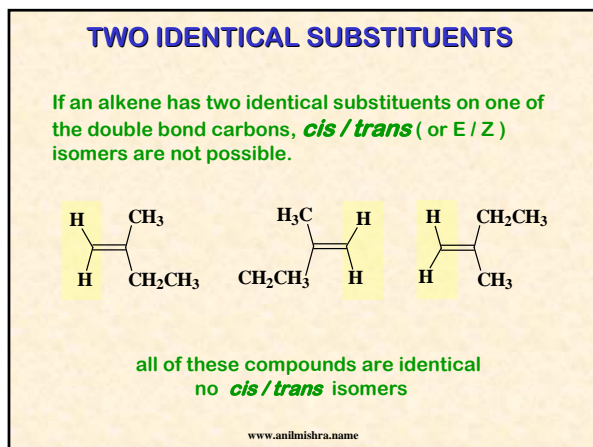 TWO IDENTICAL SUBSTITUENTS
If an alkene has two identical substituents on one of
the double bond carbons, cis / trans ( or E / Z )
isomers are not possible.
H CH₃
H CH₂CH₃
H₃C H
CH₂CH₃ H
H CH₂CH₃
H CH₃
all of these compounds are identical
no cis / trans isomers
www.anilmishra.name